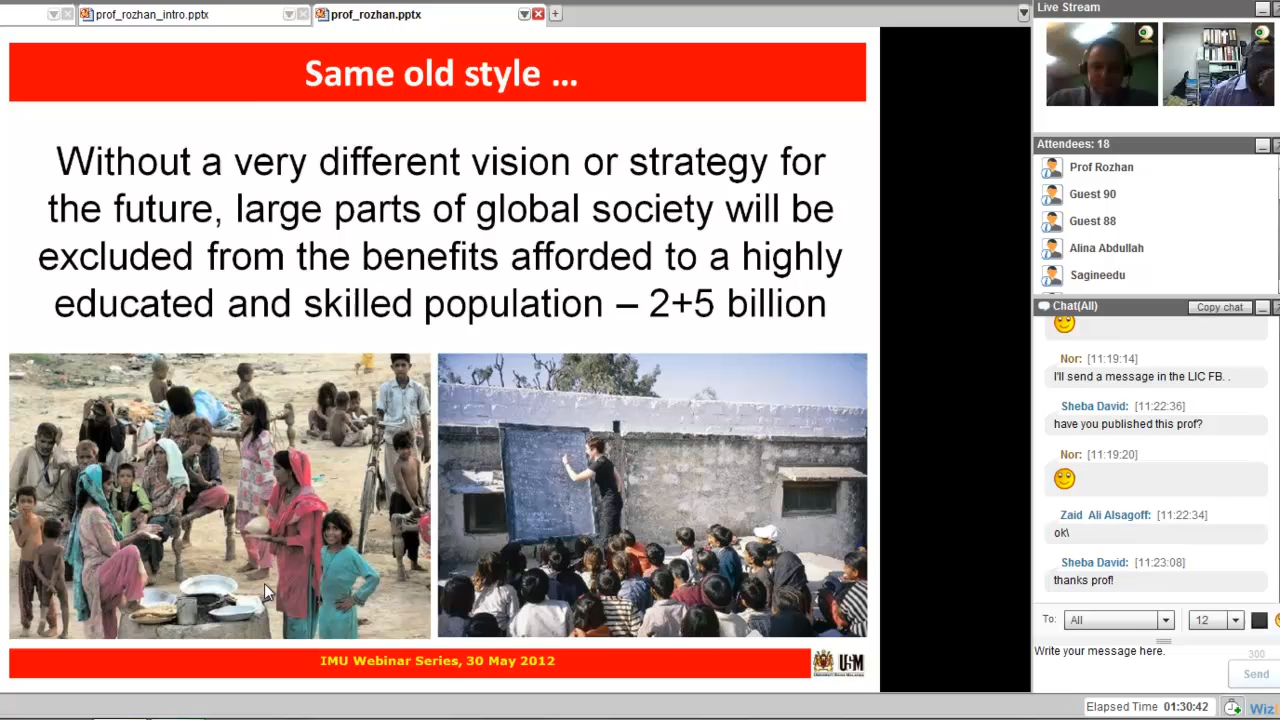 prof_rozhan_intro.pptx
prof_rozhan.pptx
Same old style ...
Without a very different vision or strategy for
the future, large parts of global society will be
excluded from the benefits afforded to a highly
educated and skilled population – 2+5 billion
IMU Webinar Series, 30 May 2012
USM
Live Stream
Attendees: 18
Prof Rozhan
Guest 90
Guest 88
Alina Abdullah
Sagineedu
Chat(All)
Copy chat
Nor: [11:19:14]
I'll send a message in the LIC FB. .
Sheba David: [11:22:36]
have you published this prof?
Nor: [11:19:20]
Zaid Ali Alsagoff: [11:22:34]
ok\
Sheba David: [11:23:08]
thanks prof!
To: All 12
Write your message here.
300
Send
Elapsed Time 01:30:42
Wiz